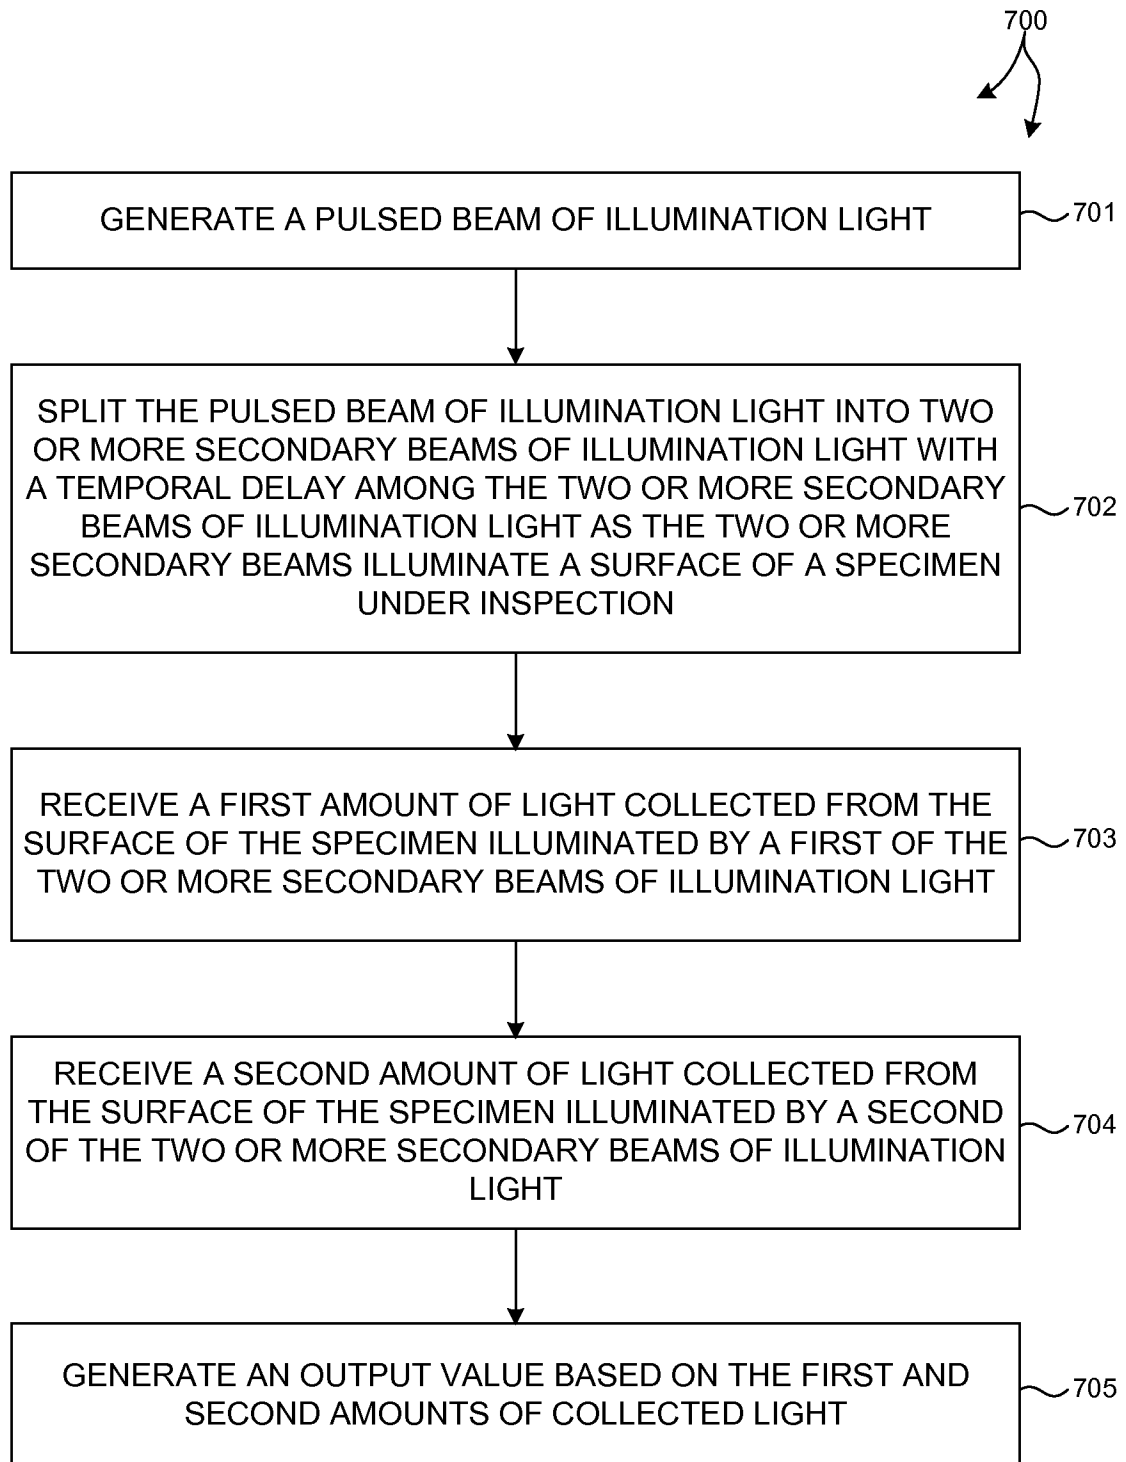 700
GENERATE A PULSED BEAM OF ILLUMINATION LIGHT
701
SPLIT THE PULSED BEAM OF ILLUMINATION LIGHT INTO TWO
OR MORE SECONDARY BEAMS OF ILLUMINATION LIGHT WITH
A TEMPORAL DELAY AMONG THE TWO OR MORE SECONDARY
BEAMS OF ILLUMINATION LIGHT AS THE TWO OR MORE
SECONDARY BEAMS ILLUMINATE A SURFACE OF A SPECIMEN
UNDER INSPECTION
702
RECEIVE A FIRST AMOUNT OF LIGHT COLLECTED FROM THE
SURFACE OF THE SPECIMEN ILLUMINATED BY A FIRST OF THE
TWO OR MORE SECONDARY BEAMS OF ILLUMINATION LIGHT
703
RECEIVE A SECOND AMOUNT OF LIGHT COLLECTED FROM
THE SURFACE OF THE SPECIMEN ILLUMINATED BY A SECOND
OF THE TWO OR MORE SECONDARY BEAMS OF ILLUMINATION
LIGHT
704
GENERATE AN OUTPUT VALUE BASED ON THE FIRST AND
SECOND AMOUNTS OF COLLECTED LIGHT
705